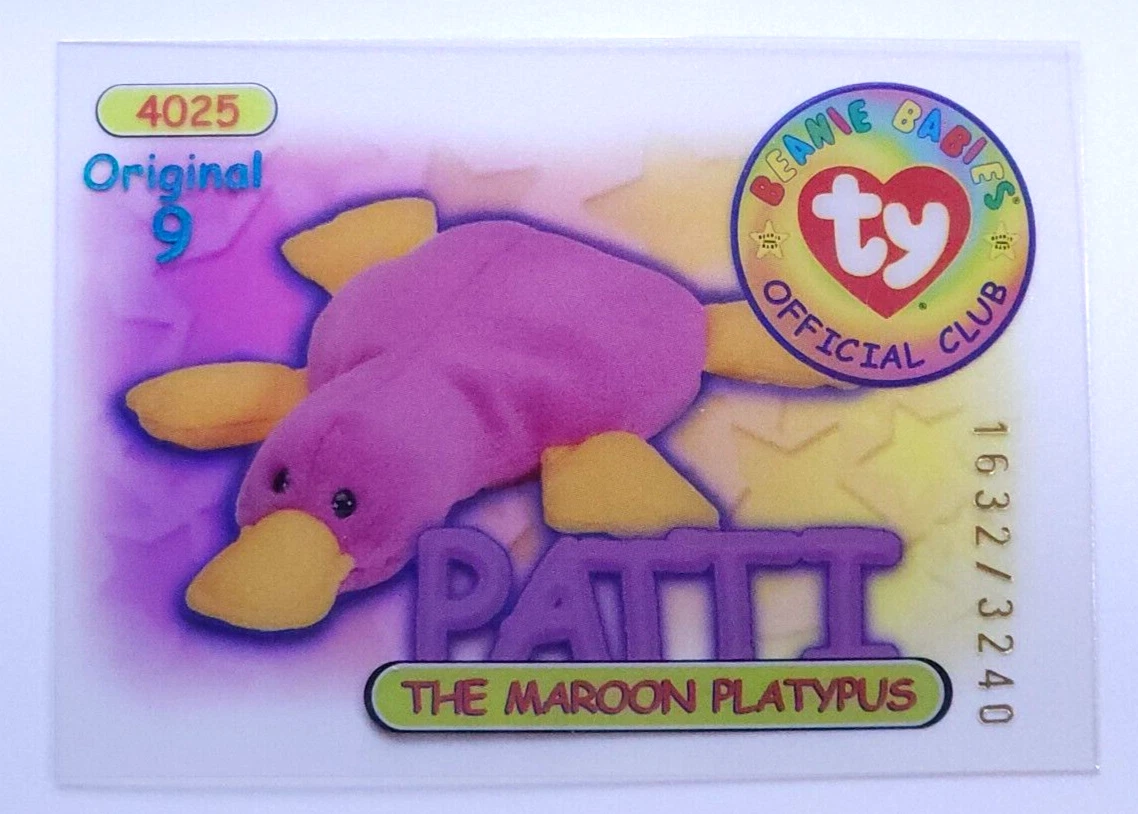 4025
Original
9
BEANIE BABIES®
ty
®
OFFICIAL CLUB
PATTI
THE MAROON PLATYPUS
1632/3240